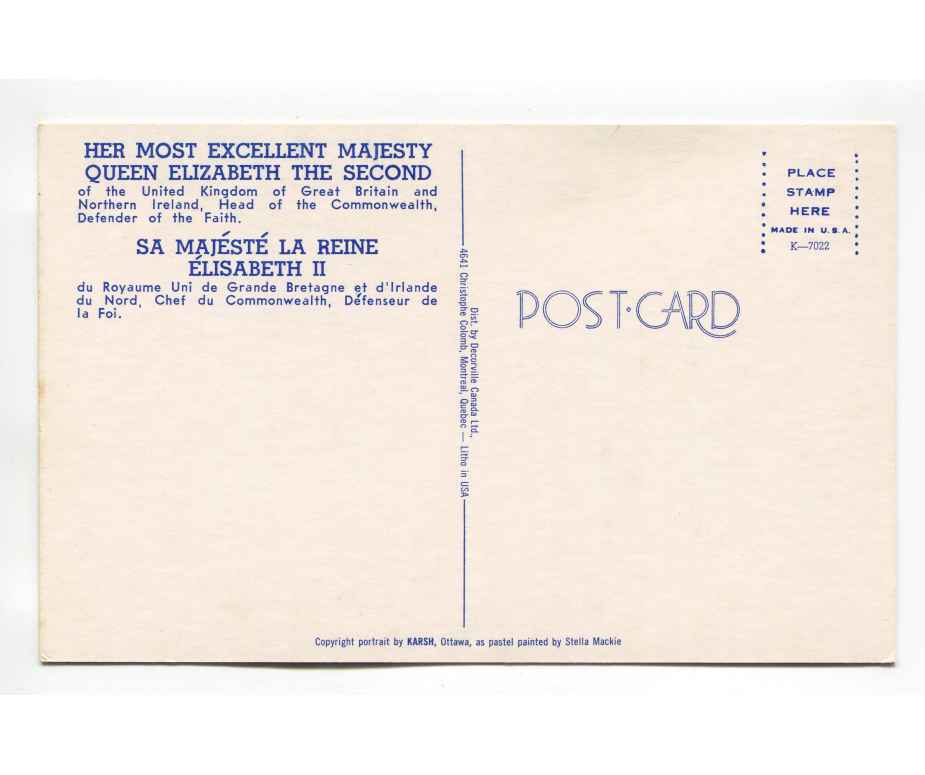 HER MOST EXCELLENT MAJESTY
QUEEN ELIZABETH THE SECOND
of the United Kingdom of Great Britain and
Northern Ireland, Head of the Commonwealth,
Defender of the Faith.
SA MAJÉSTÉ LA REINE
ÉLISABETH II
du Royaume Uni de Grande Bretagne et d'Irlande
du Nord, Chef du Commonwealth, Défenseur de
la Foi.
Dist. by Decorville Canada Ltd.,
4641 Christophe Colomb, Montreal, Quebec — Litho in USA
PLACE
STAMP
HERE
MADE IN U.S.A.
K—7022
POST·CARD
Copyright portrait by KARSH, Ottawa, as pastel painted by Stella Mackie